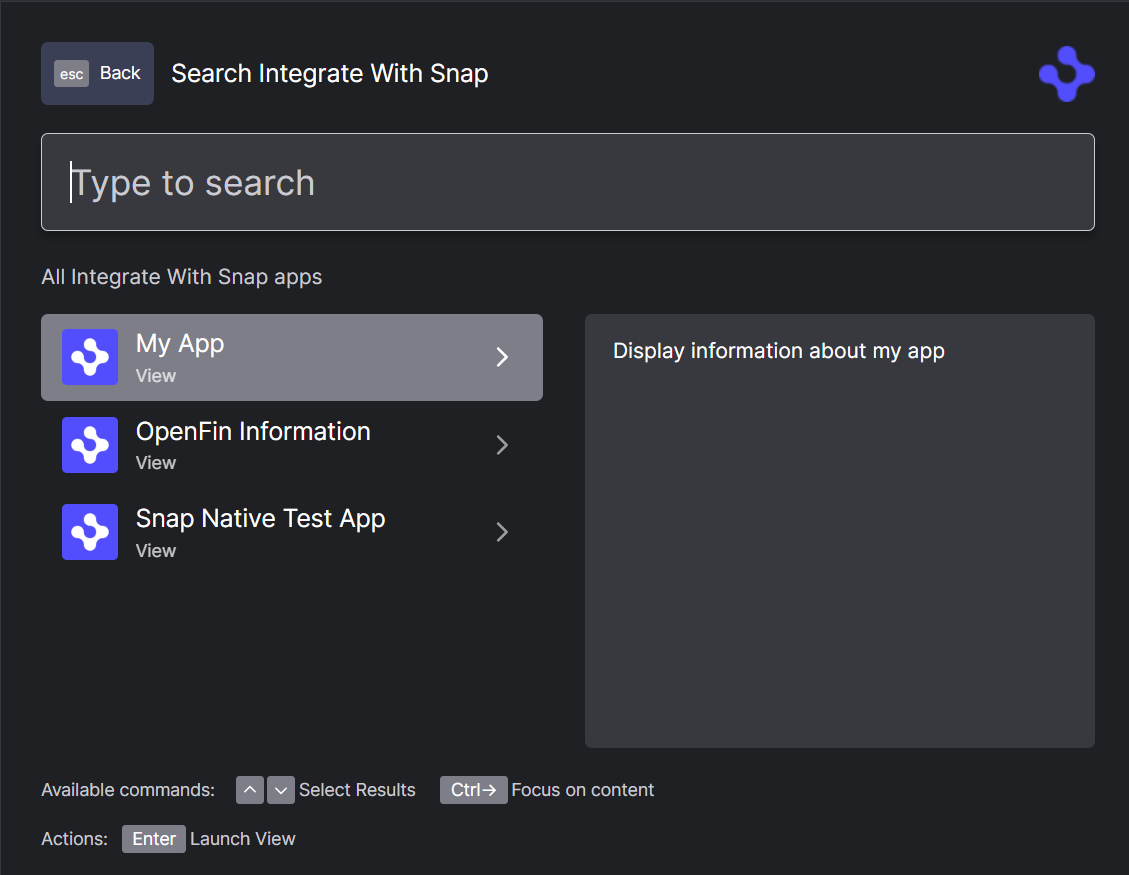 esc Back Search Integrate With Snap
Type to search
All Integrate With Snap apps
My App
View
Display information about my app
OpenFin Information
View
Snap Native Test App
View
Available commands: Select Results Ctrl→ Focus on content
Actions: Enter Launch View